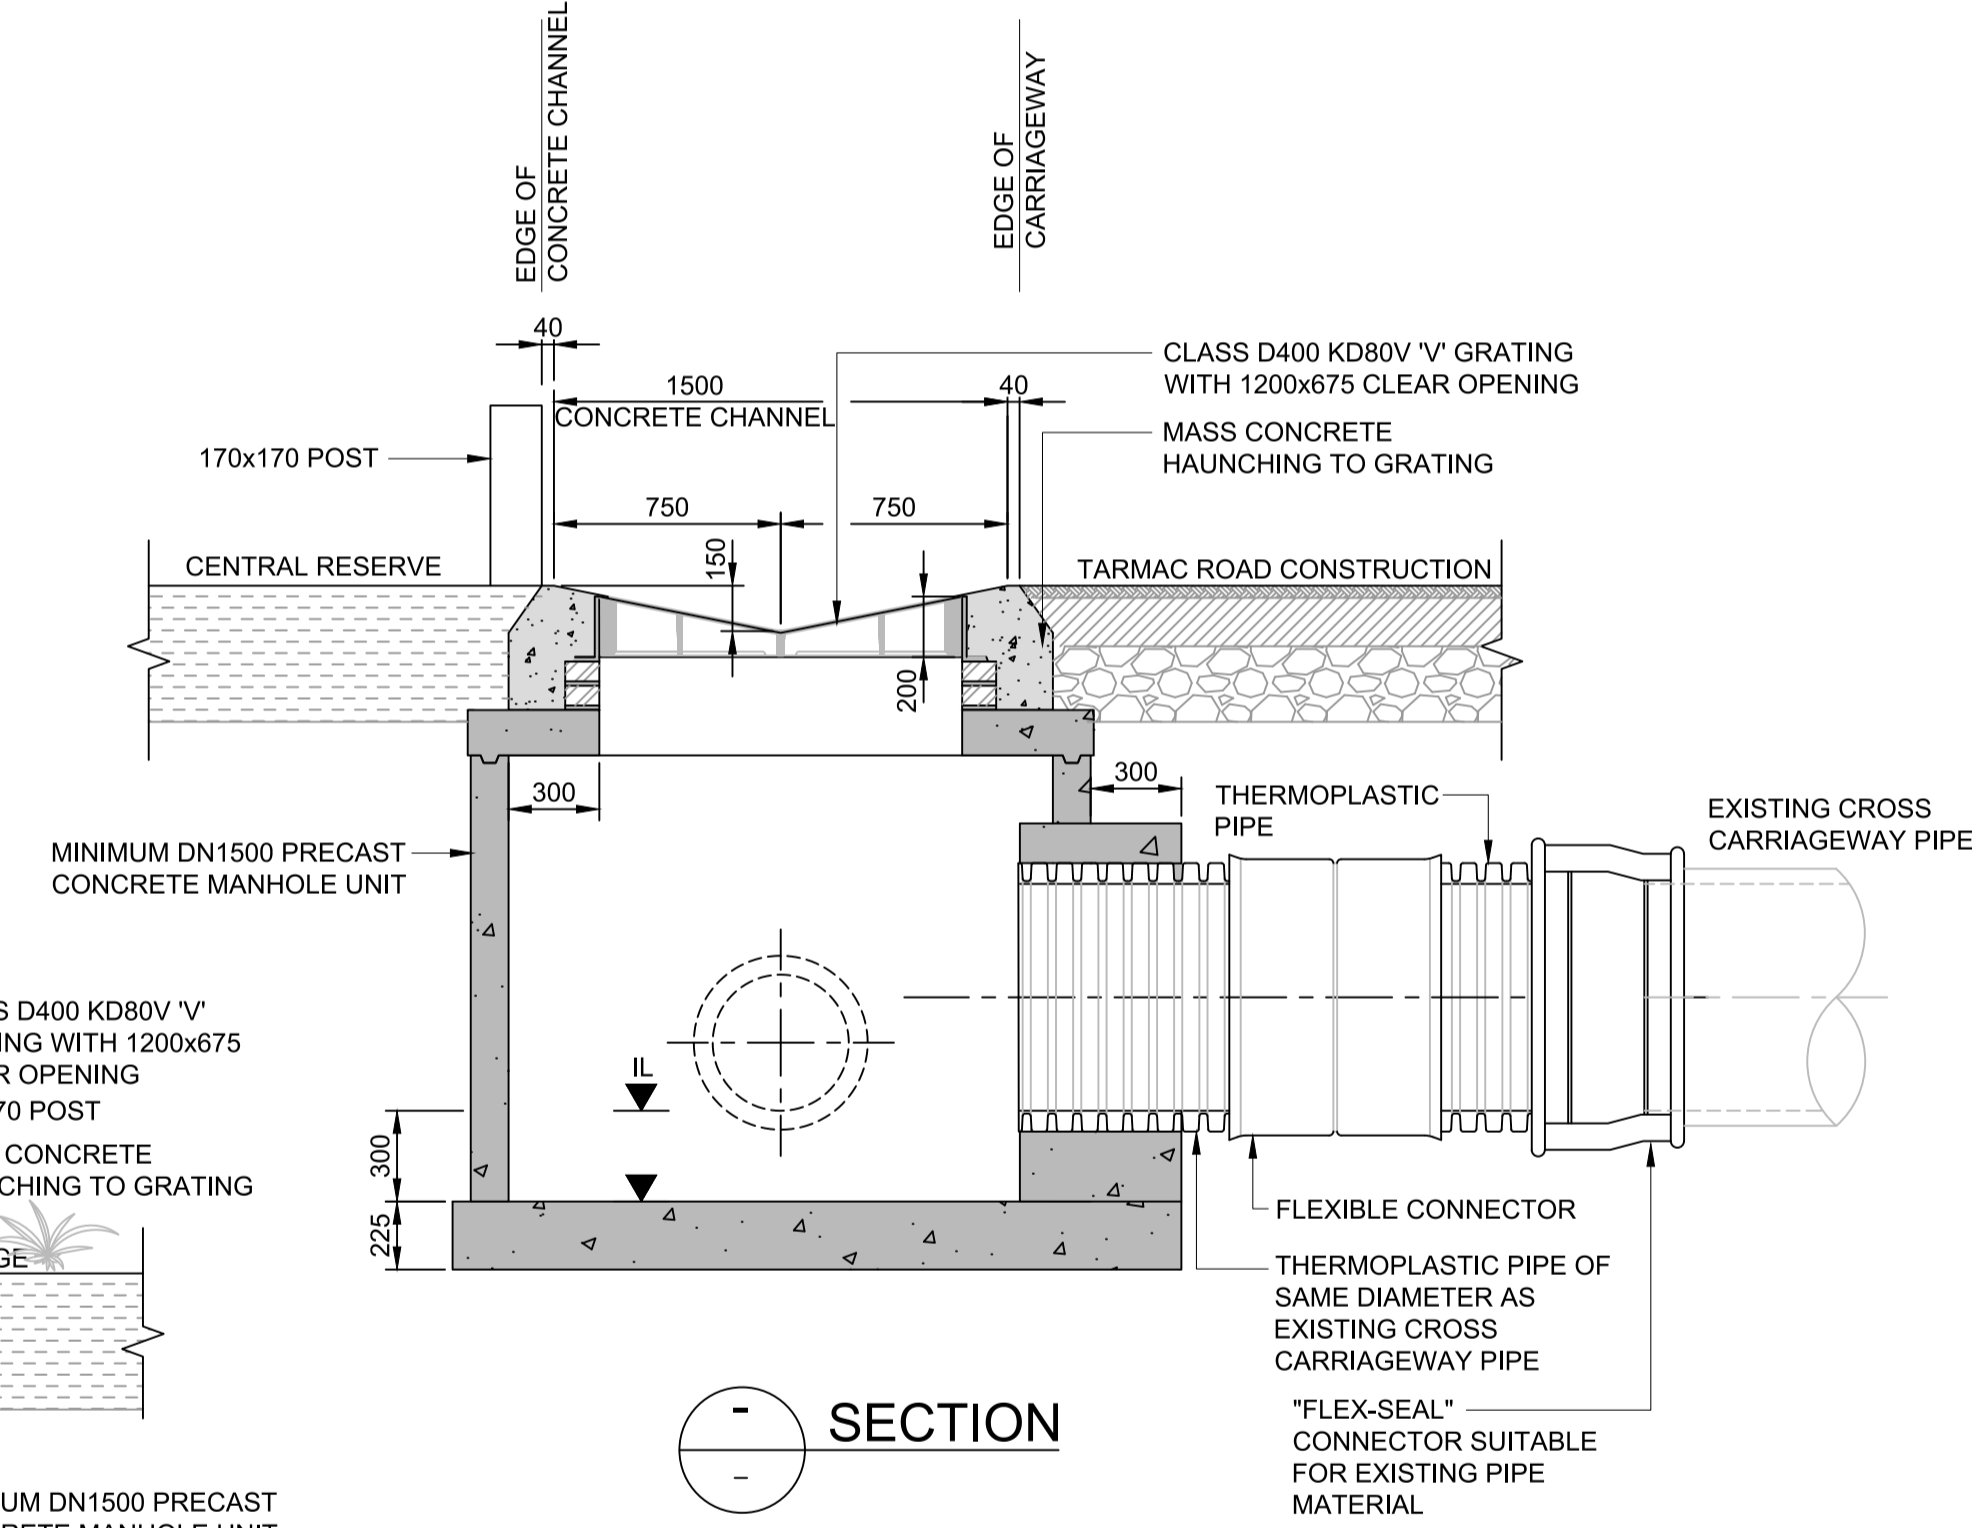 EDGE OF
CONCRETE CHANNEL
EDGE OF
CARRIAGEWAY
40
1500
CONCRETE CHANNEL
40
CLASS D400 KD80V 'V' GRATING
WITH 1200x675 CLEAR OPENING
MASS CONCRETE
HAUNCHING TO GRATING
170x170 POST
750
750
150
CENTRAL RESERVE
TARMAC ROAD CONSTRUCTION
200
300
300
THERMOPLASTIC
PIPE
EXISTING CROSS
CARRIAGEWAY PIPE
MINIMUM DN1500 PRECAST
CONCRETE MANHOLE UNIT
S D400 KD80V 'V'
ING WITH 1200x675
R OPENING
70 POST
CONCRETE
CHING TO GRATING
GE
IL
300
225
FLEXIBLE CONNECTOR
THERMOPLASTIC PIPE OF
SAME DIAMETER AS
EXISTING CROSS
CARRIAGEWAY PIPE
"FLEX-SEAL"
CONNECTOR SUITABLE
FOR EXISTING PIPE
MATERIAL
-
-
SECTION
UM DN1500 PRECAST
RETE MANHOLE UNIT